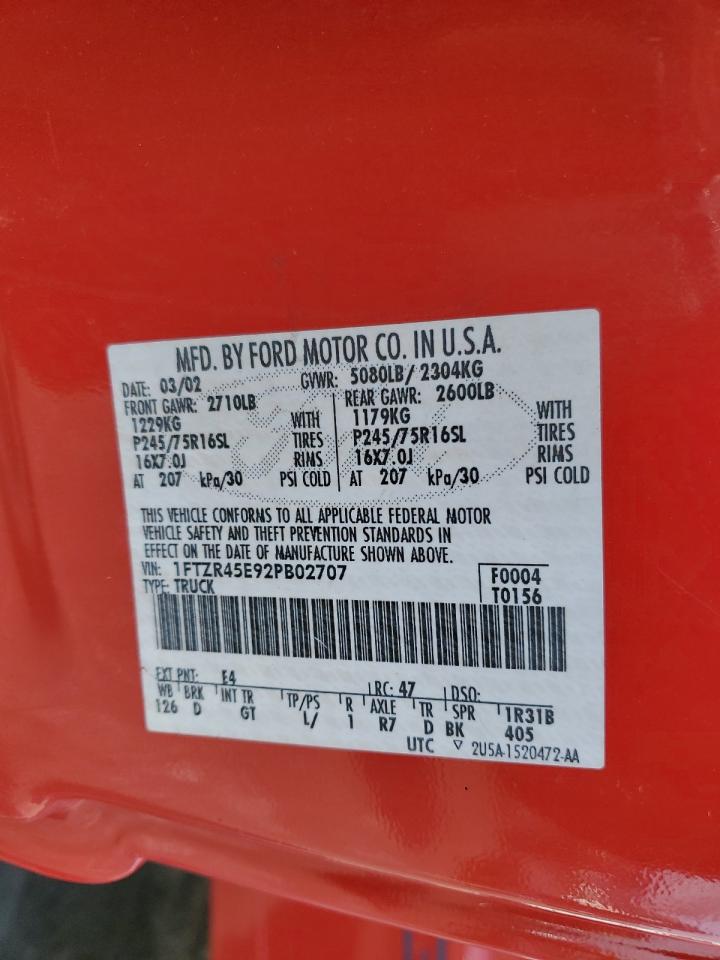 MFD. BY FORD MOTOR CO. IN U.S.A.
DATE: 03/02 GVWR: 5080LB/ 2304KG
FRONT GAWR: 2710LB REAR GAWR: 2600LB
1229KG WITH 1179KG WITH
P245/75R16SL TIRES P245/75R16SL TIRES
16X7.0J RIMS 16X7.0J RIMS
AT 207 kPa/30 PSI COLD AT 207 kPa/30 PSI COLD
THIS VEHICLE CONFORMS TO ALL APPLICABLE FEDERAL MOTOR
VEHICLE SAFETY AND THEFT PREVENTION STANDARDS IN
EFFECT ON THE DATE OF MANUFACTURE SHOWN ABOVE.
VIN: 1FTZR45E92PB02707 F0004
TYPE: TRUCK T0156
EXT PNT: E4 RC: 47 DSO:
WB BRK INT TR TP/PS R AXLE TR SPR 1R31B
126 D GT L/ 1 R7 D BK 405
UTC ▽ 2U5A-1520472-AA